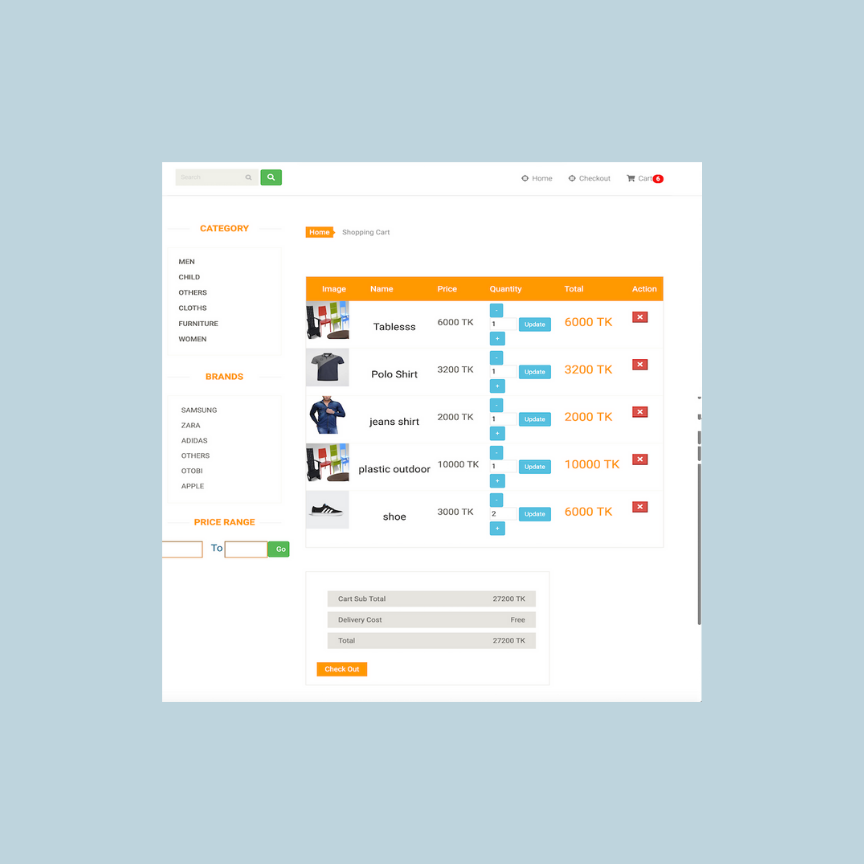 Search
Home
Checkout
Cart 6
CATEGORY
MEN
CHILD
OTHERS
CLOTHS
FURNITURE
WOMEN
BRANDS
SAMSUNG
ZARA
ADIDAS
OTHERS
OTOBI
APPLE
PRICE RANGE
To Go
Home Shopping Cart
Image Name Price Quantity Total Action
-
Tablesss 6000 TK 1 Update 6000 TK
+
-
Polo Shirt 3200 TK 1 Update 3200 TK
+
-
jeans shirt 2000 TK 1 Update 2000 TK
+
-
plastic outdoor 10000 TK 1 Update 10000 TK
+
-
shoe 3000 TK 2 Update 6000 TK
+
Cart Sub Total 27200 TK
Delivery Cost Free
Total 27200 TK
Check Out